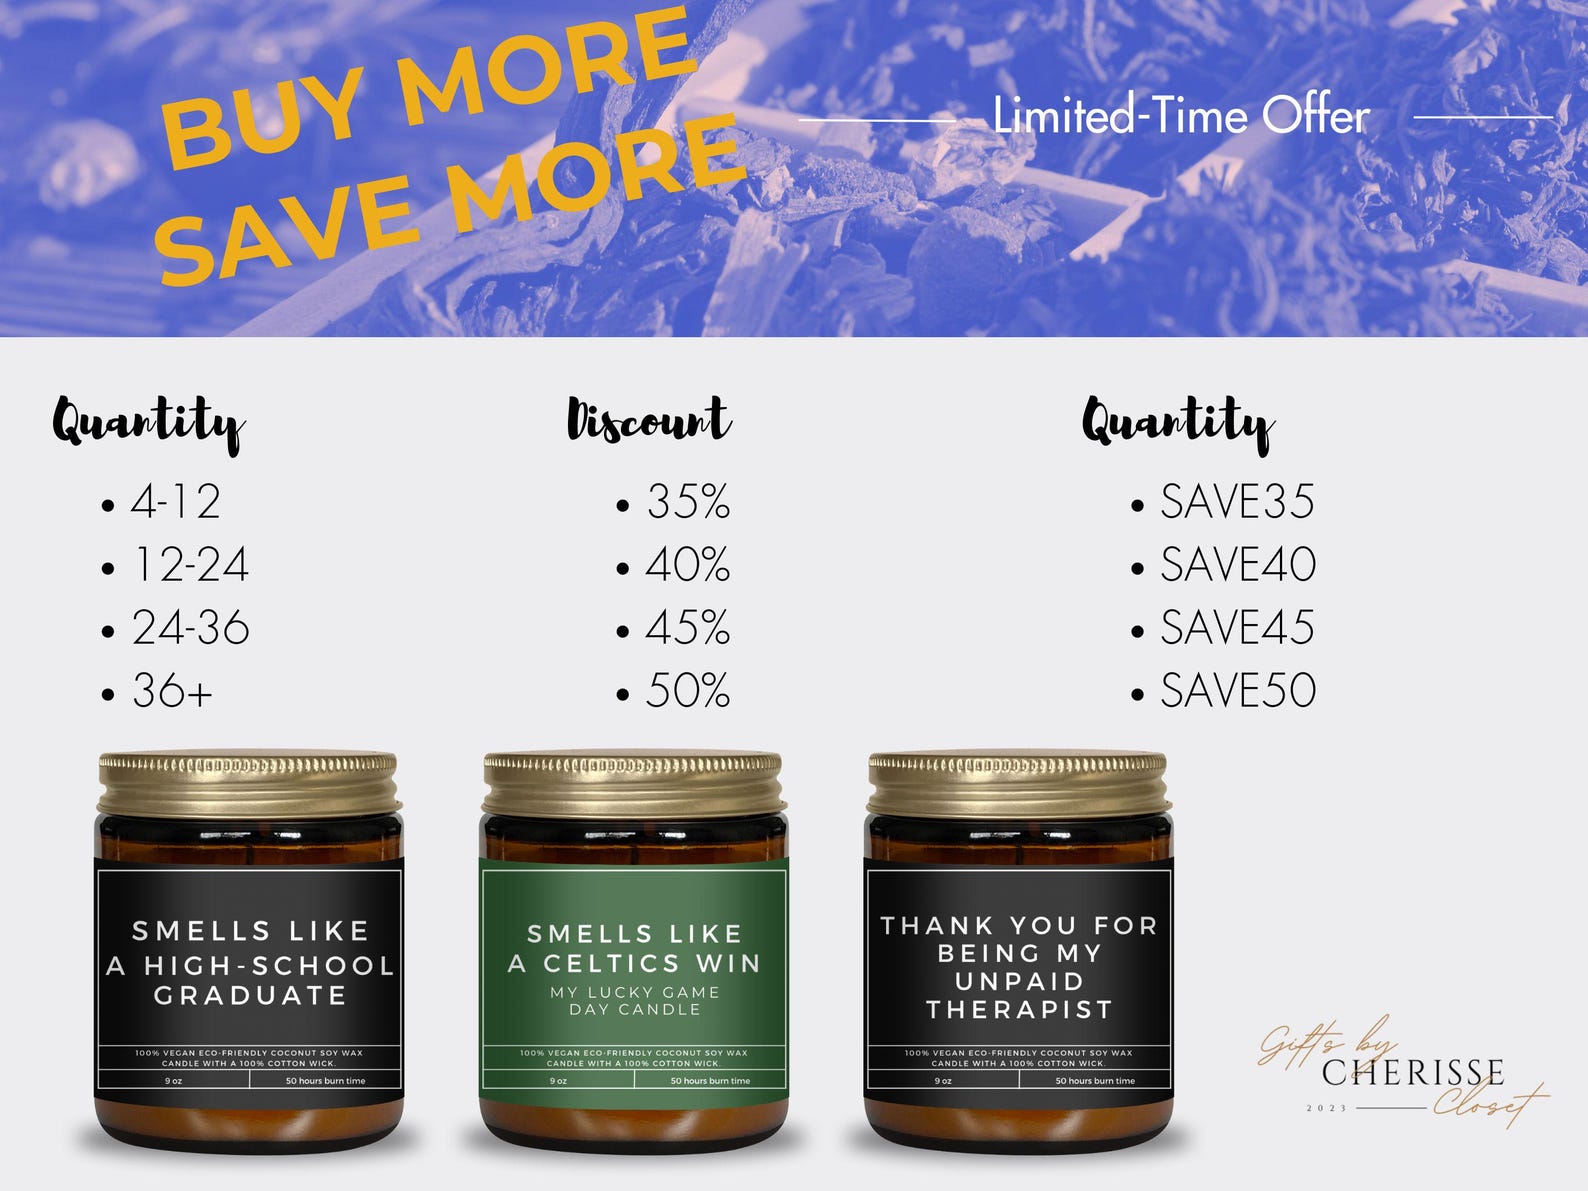 BUY MORE
SAVE MORE
Limited-Time Offer
Quantity
• 4-12
• 12-24
• 24-36
• 36+
Discount
• 35%
• 40%
• 45%
• 50%
Quantity
• SAVE35
• SAVE40
• SAVE45
• SAVE50
SMELLS LIKE
A HIGH-SCHOOL
GRADUATE
100% VEGAN ECO-FRIENDLY COCONUT SOY WAX
CANDLE WITH A 100% COTTON WICK.
9 oz
50 hours burn time
SMELLS LIKE
A CELTICS WIN
MY LUCKY GAME
DAY CANDLE
100% VEGAN ECO-FRIENDLY COCONUT SOY WAX
CANDLE WITH A 100% COTTON WICK.
9 oz
50 hours burn time
THANK YOU FOR
BEING MY
UNPAID
THERAPIST
100% VEGAN ECO-FRIENDLY COCONUT SOY WAX
CANDLE WITH A 100% COTTON WICK.
9 oz
50 hours burn time
Gifts by
CHERISSE
2023
Closet